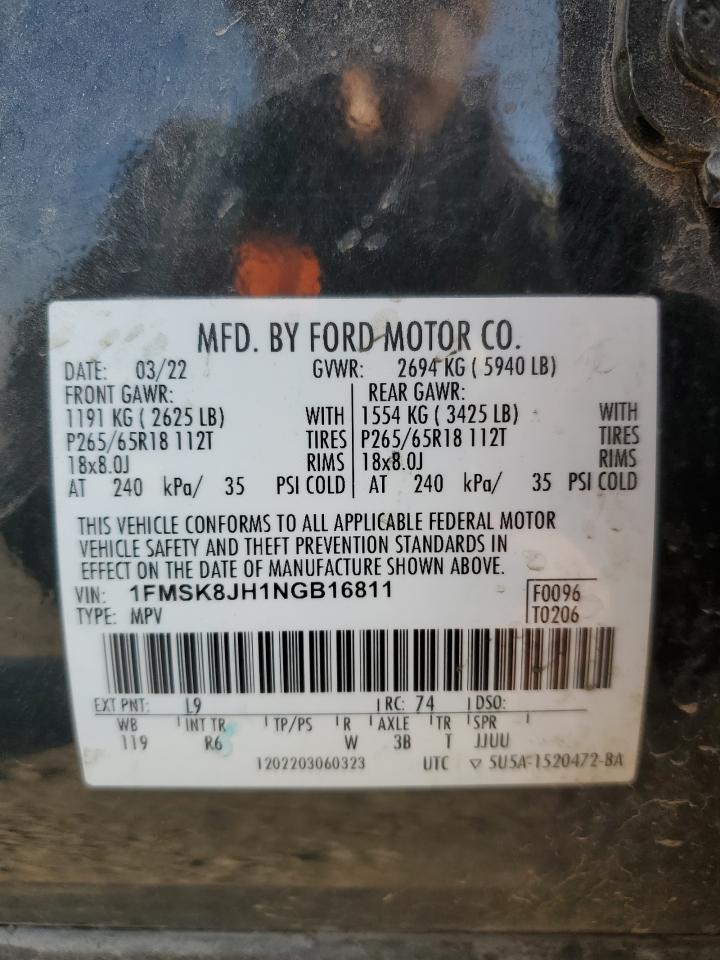 MFD. BY FORD MOTOR CO.
DATE: 03/22 GVWR: 2694 KG ( 5940 LB)
FRONT GAWR: REAR GAWR:
1191 KG ( 2625 LB) WITH 1554 KG ( 3425 LB) WITH
P265/65R18 112T TIRES P265/65R18 112T TIRES
18x8.0J RIMS 18x8.0J RIMS
AT 240 kPa/ 35 PSI COLD AT 240 kPa/ 35 PSI COLD
THIS VEHICLE CONFORMS TO ALL APPLICABLE FEDERAL MOTOR
VEHICLE SAFETY AND THEFT PREVENTION STANDARDS IN
EFFECT ON THE DATE OF MANUFACTURE SHOWN ABOVE.
VIN: 1FMSK8JH1NGB16811 F0096
TYPE: MPV T0206
EXT PNT: L9 RC: 74 DSO:
WB INT TR TP/PS R AXLE TR SPR
119 R6 W 3B T JJUU
1202203060323 UTC ▽ 5U5A-1520472-BA